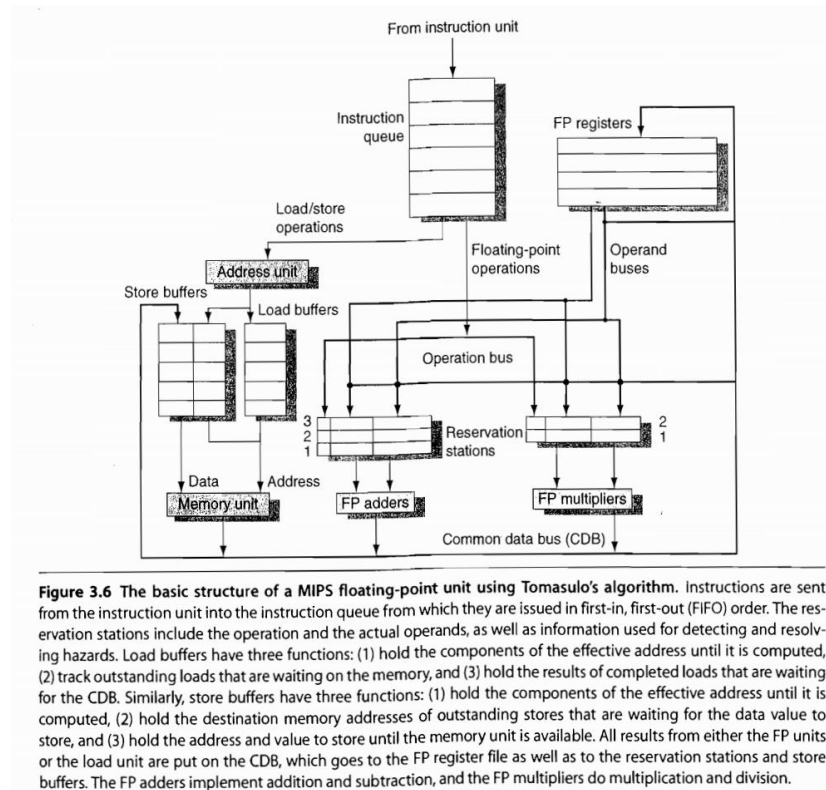 From instruction unit
Instruction
queue
FP registers
Load/store
operations
Address unit
Floating-point
operations
Operand
buses
Store buffers
Load buffers
Operation bus
3
2
1
Reservation
stations
2
1
Data
Address
Memory unit
FP adders
FP multipliers
Common data bus (CDB)
Figure 3.6 The basic structure of a MIPS floating-point unit using Tomasulo's algorithm. Instructions are sent
from the instruction unit into the instruction queue from which they are issued in first-in, first-out (FIFO) order. The res-
ervation stations include the operation and the actual operands, as well as information used for detecting and resolv-
ing hazards. Load buffers have three functions: (1) hold the components of the effective address until it is computed,
(2) track outstanding loads that are waiting on the memory, and (3) hold the results of completed loads that are waiting
for the CDB. Similarly, store buffers have three functions: (1) hold the components of the effective address until it is
computed, (2) hold the destination memory addresses of outstanding stores that are waiting for the data value to
store, and (3) hold the address and value to store until the memory unit is available. All results from either the FP units
or the load unit are put on the CDB, which goes to the FP register file as well as to the reservation stations and store
buffers. The FP adders implement addition and subtraction, and the FP multipliers do multiplication and division.